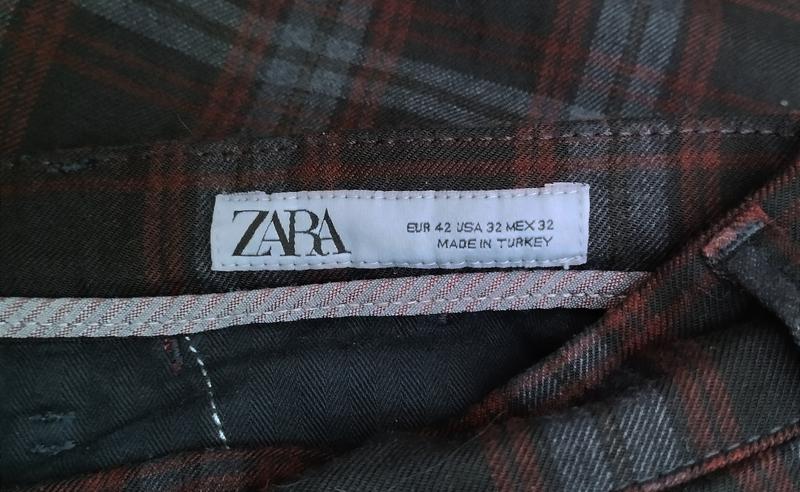 ZARA
EUR 42 USA 32 MEX 32
MADE IN TURKEY